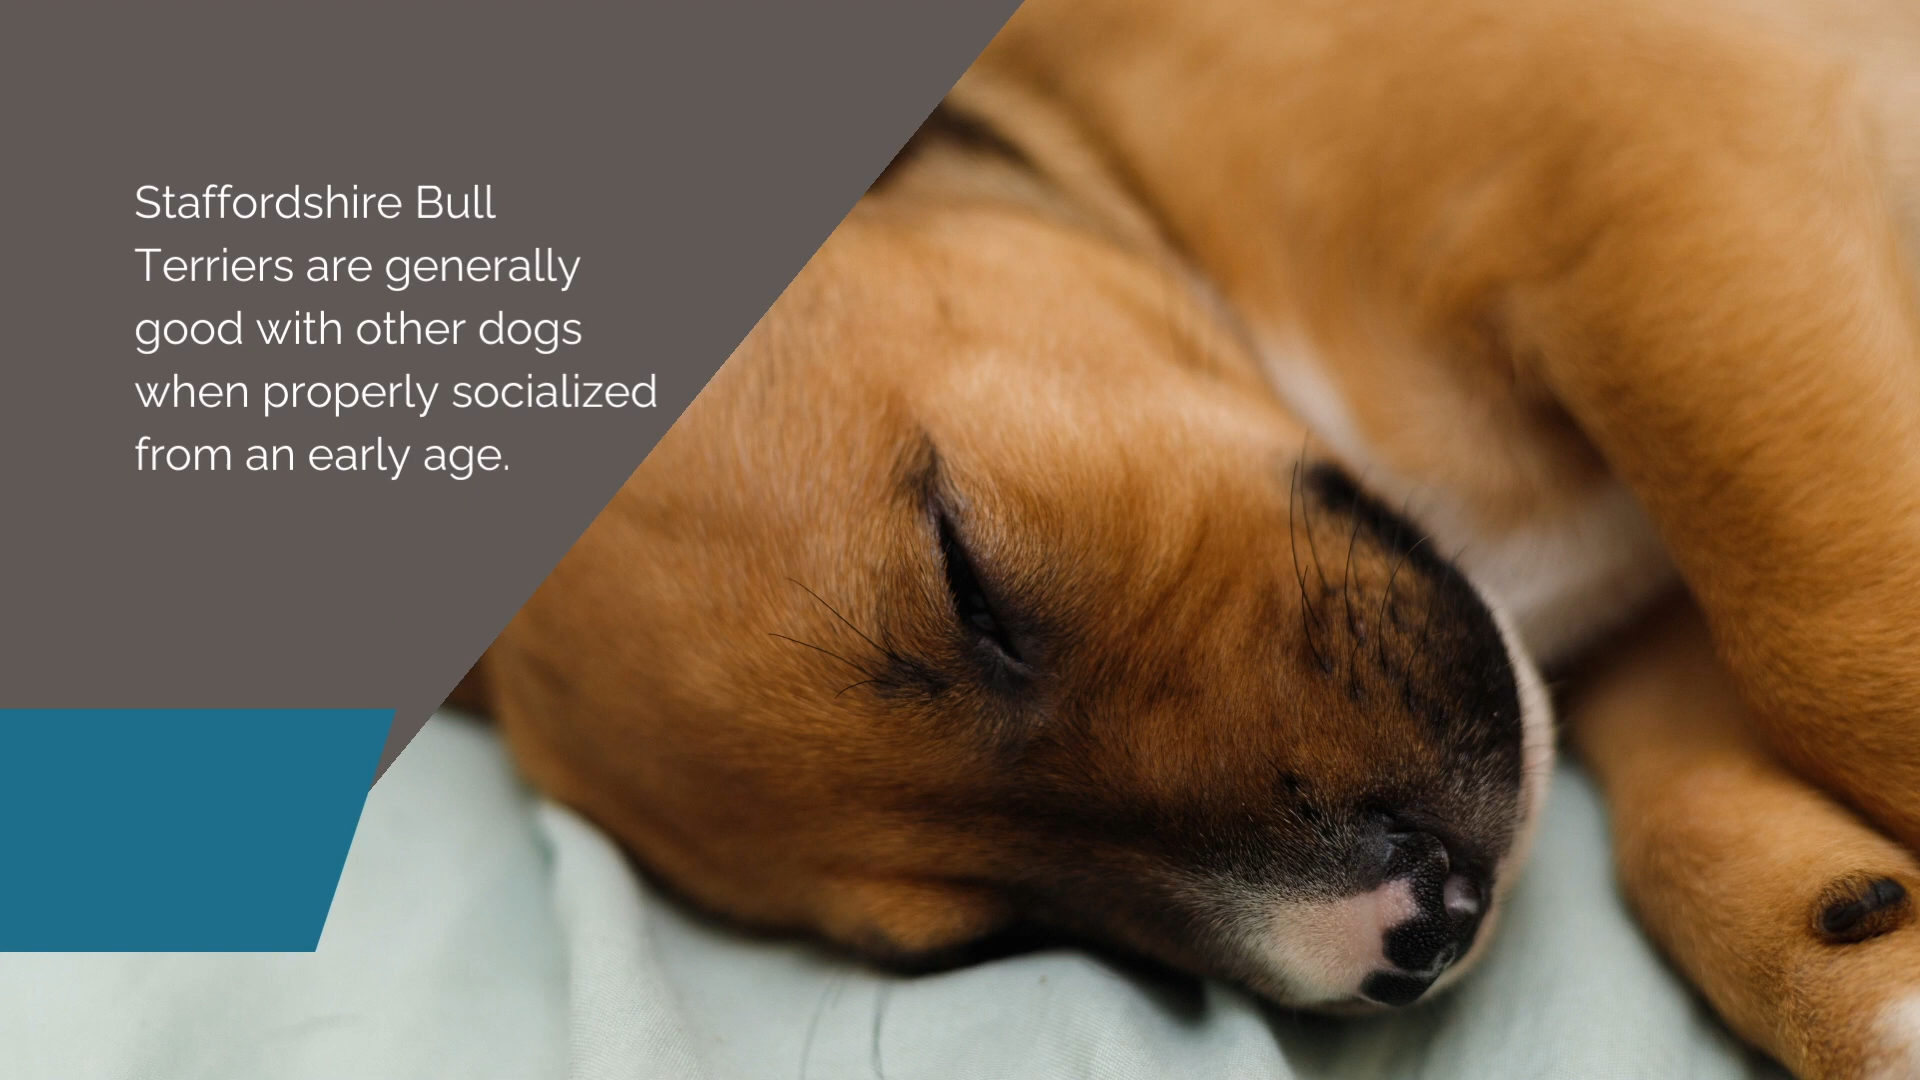 Staffordshire Bull
Terriers are generally
good with other dogs
when properly socialized
from an early age.